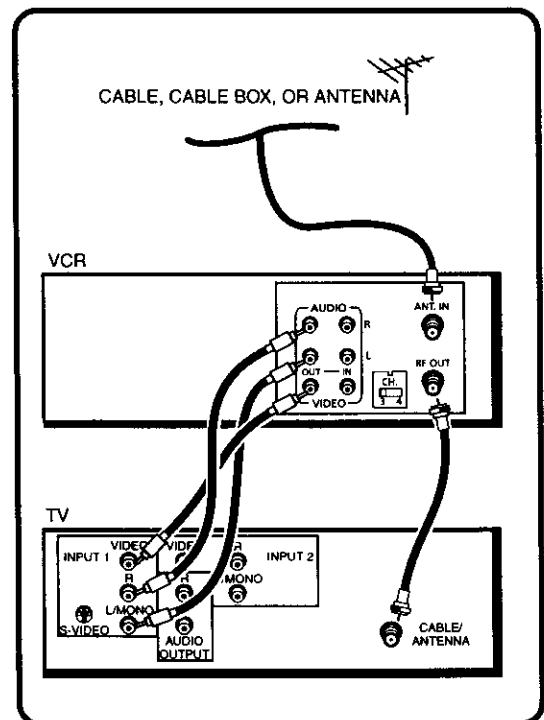 CABLE, CABLE BOX, OR ANTENNA
VCR
AUDIO
R
L
OUT IN
VIDEO
CH.
3 4
ANT. IN
RF OUT
TV
INPUT 1
VIDEO
R
L/MONO
S-VIDEO
R
AUDIO
OUTPUT
INPUT 2
CABLE/
ANTENNA